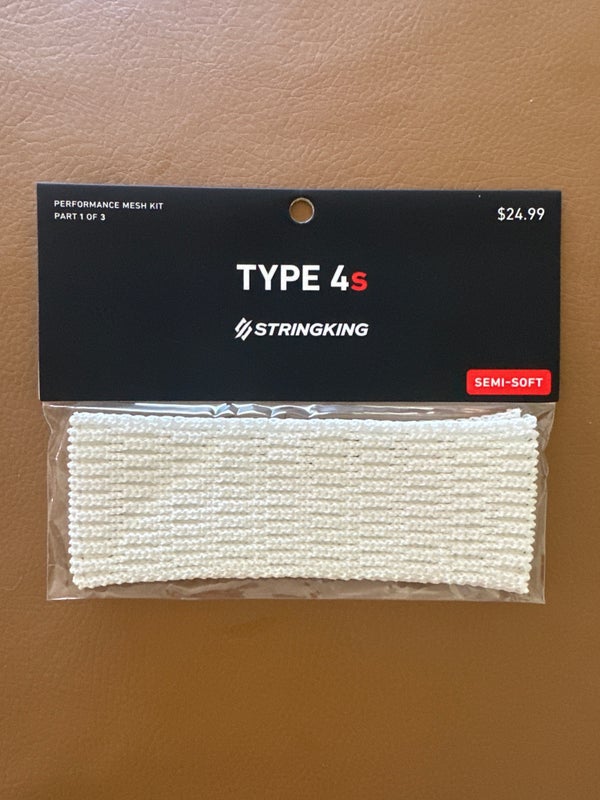 PERFORMANCE MESH KIT
PART 1 OF 3
$24.99
TYPE 4s
STRINGKING
SEMI-SOFT